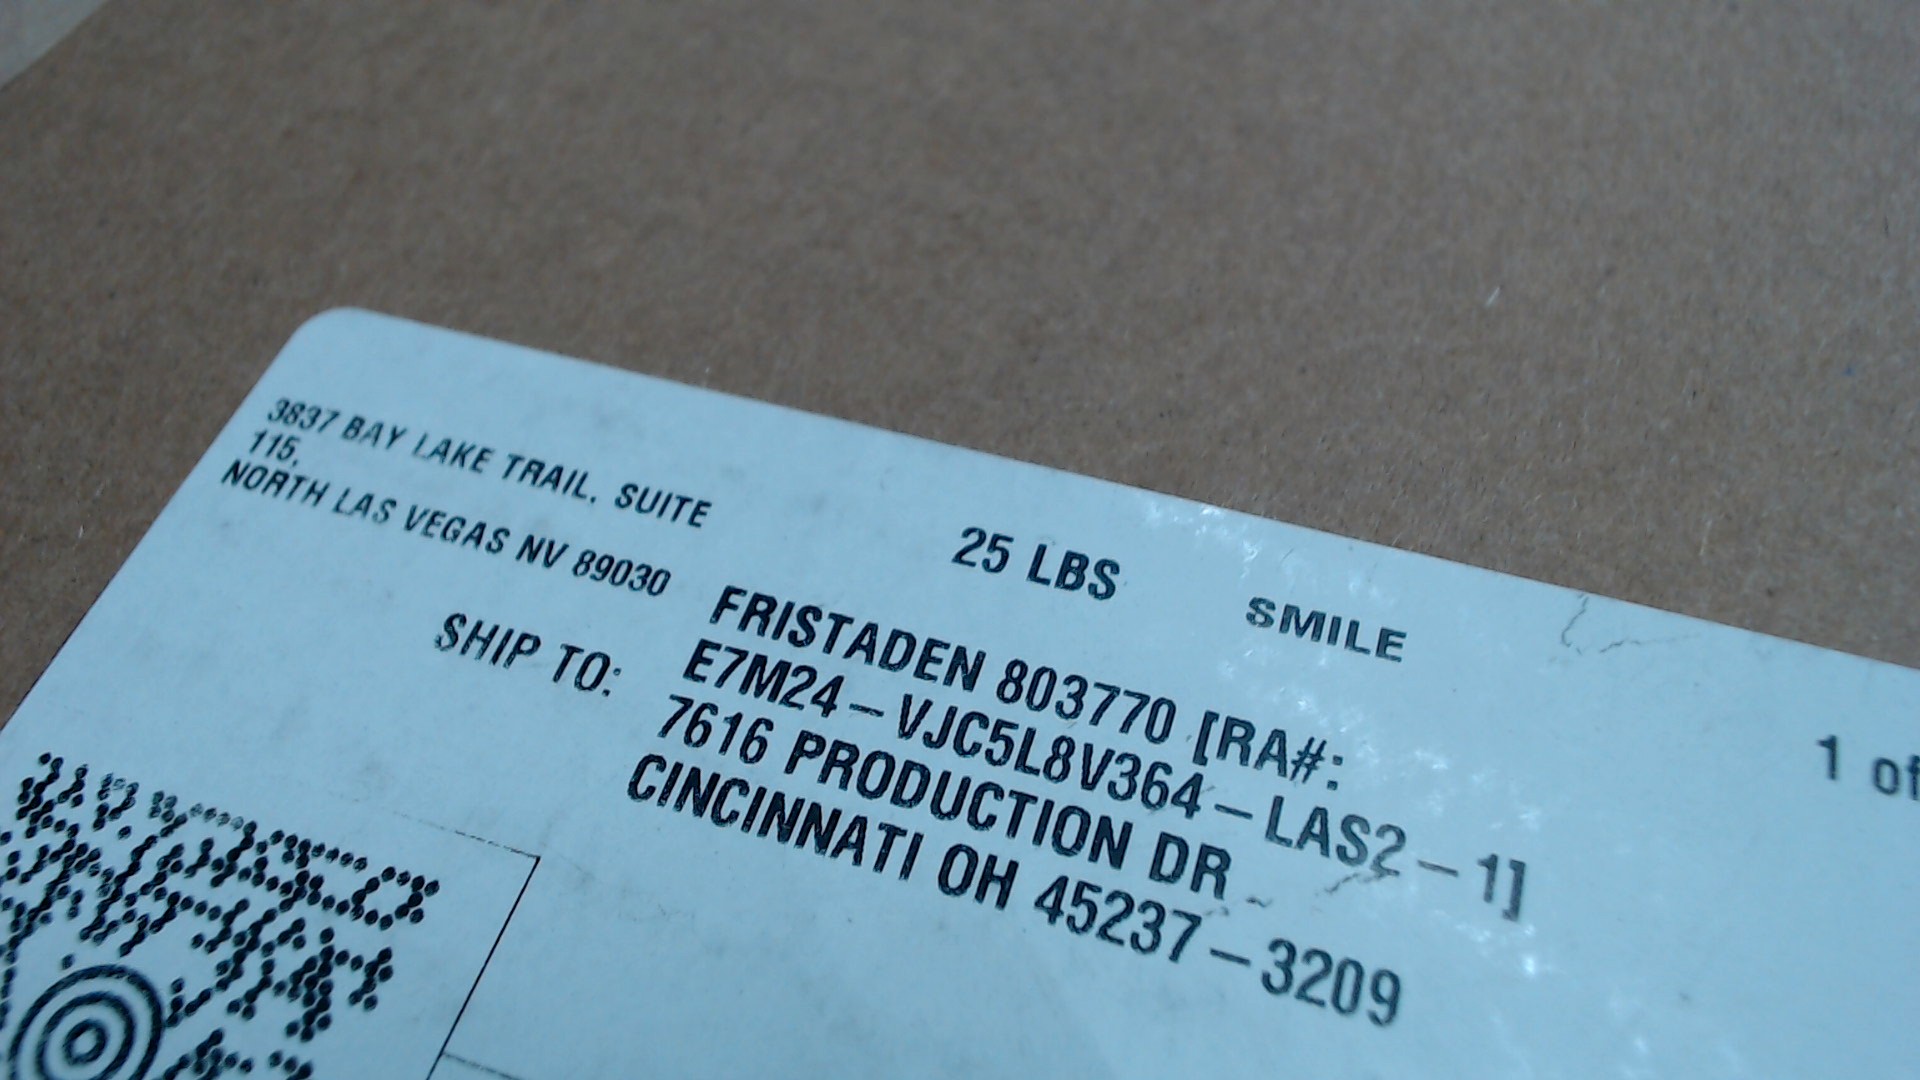 3837 BAY LAKE TRAIL, SUITE
115,
NORTH LAS VEGAS NV 89030
25 LBS
SMILE
1 of
SHIP TO:
FRISTADEN 803770 [RA#:
E7M24-VJC5L8V364-LAS2-1]
7616 PRODUCTION DR
CINCINNATI OH 45237-3209